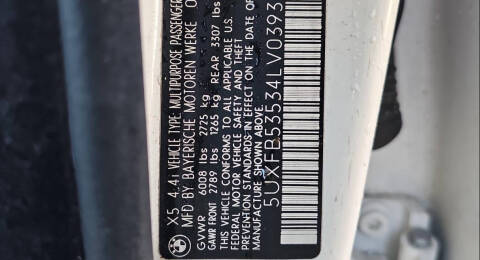 X5 4.4i VEHICLE TYPE: MULTIPURPOSE PASSENGER
MFD BY BAYERISCHE MOTOREN WERKE
GVWR 6008 lbs 2725 kg
GAWR FRONT 2789 lbs 1265 kg REAR 3307 lbs
THIS VEHICLE CONFORMS TO ALL APPLICABLE U.S.
FEDERAL MOTOR VEHICLE SAFETY AND THEFT
PREVENTION STANDARDS IN EFFECT ON THE
DATE OF MANUFACTURE SHOWN ABOVE
5UXFB53534LV0393